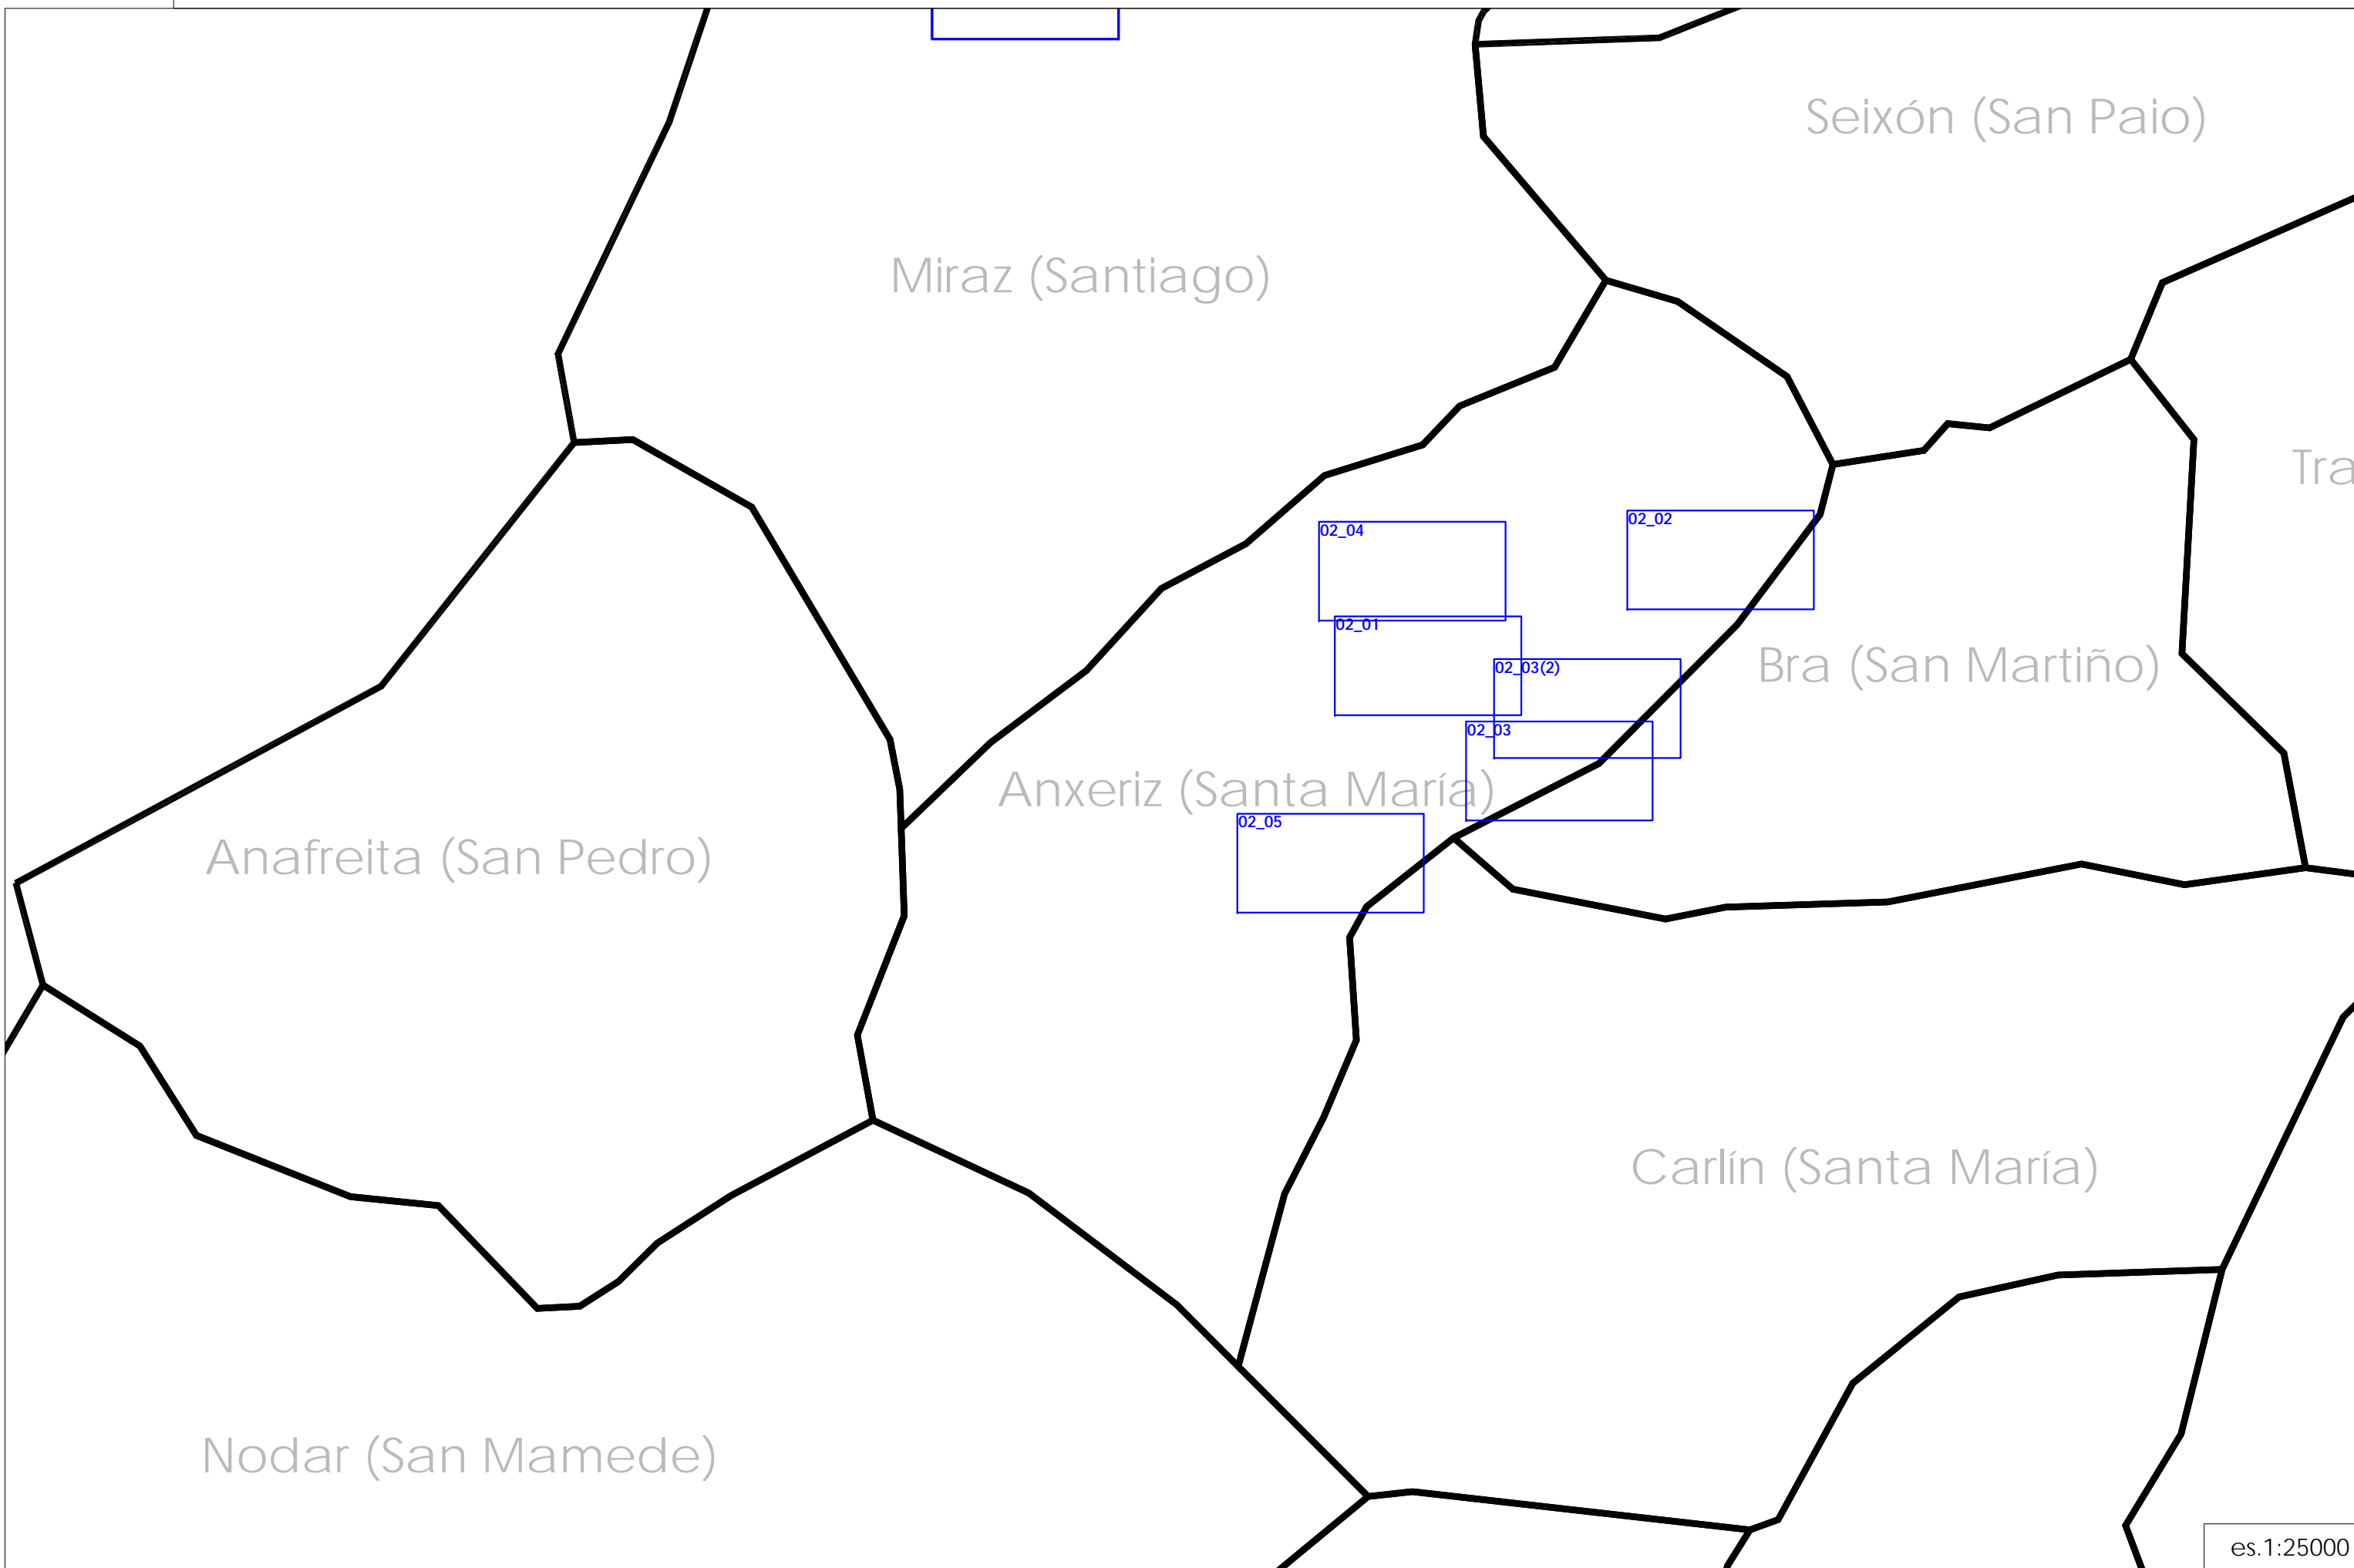 Seixón (San Paio)
Miraz (Santiago)
Tra
02_02
02_04
02_01
02_03(2)
Bra (San Martiño)
02_03
Anxeriz (Santa María)
02_05
Anafreita (San Pedro)
Carlín (Santa María)
Nodar (San Mamede)
es.1:25000